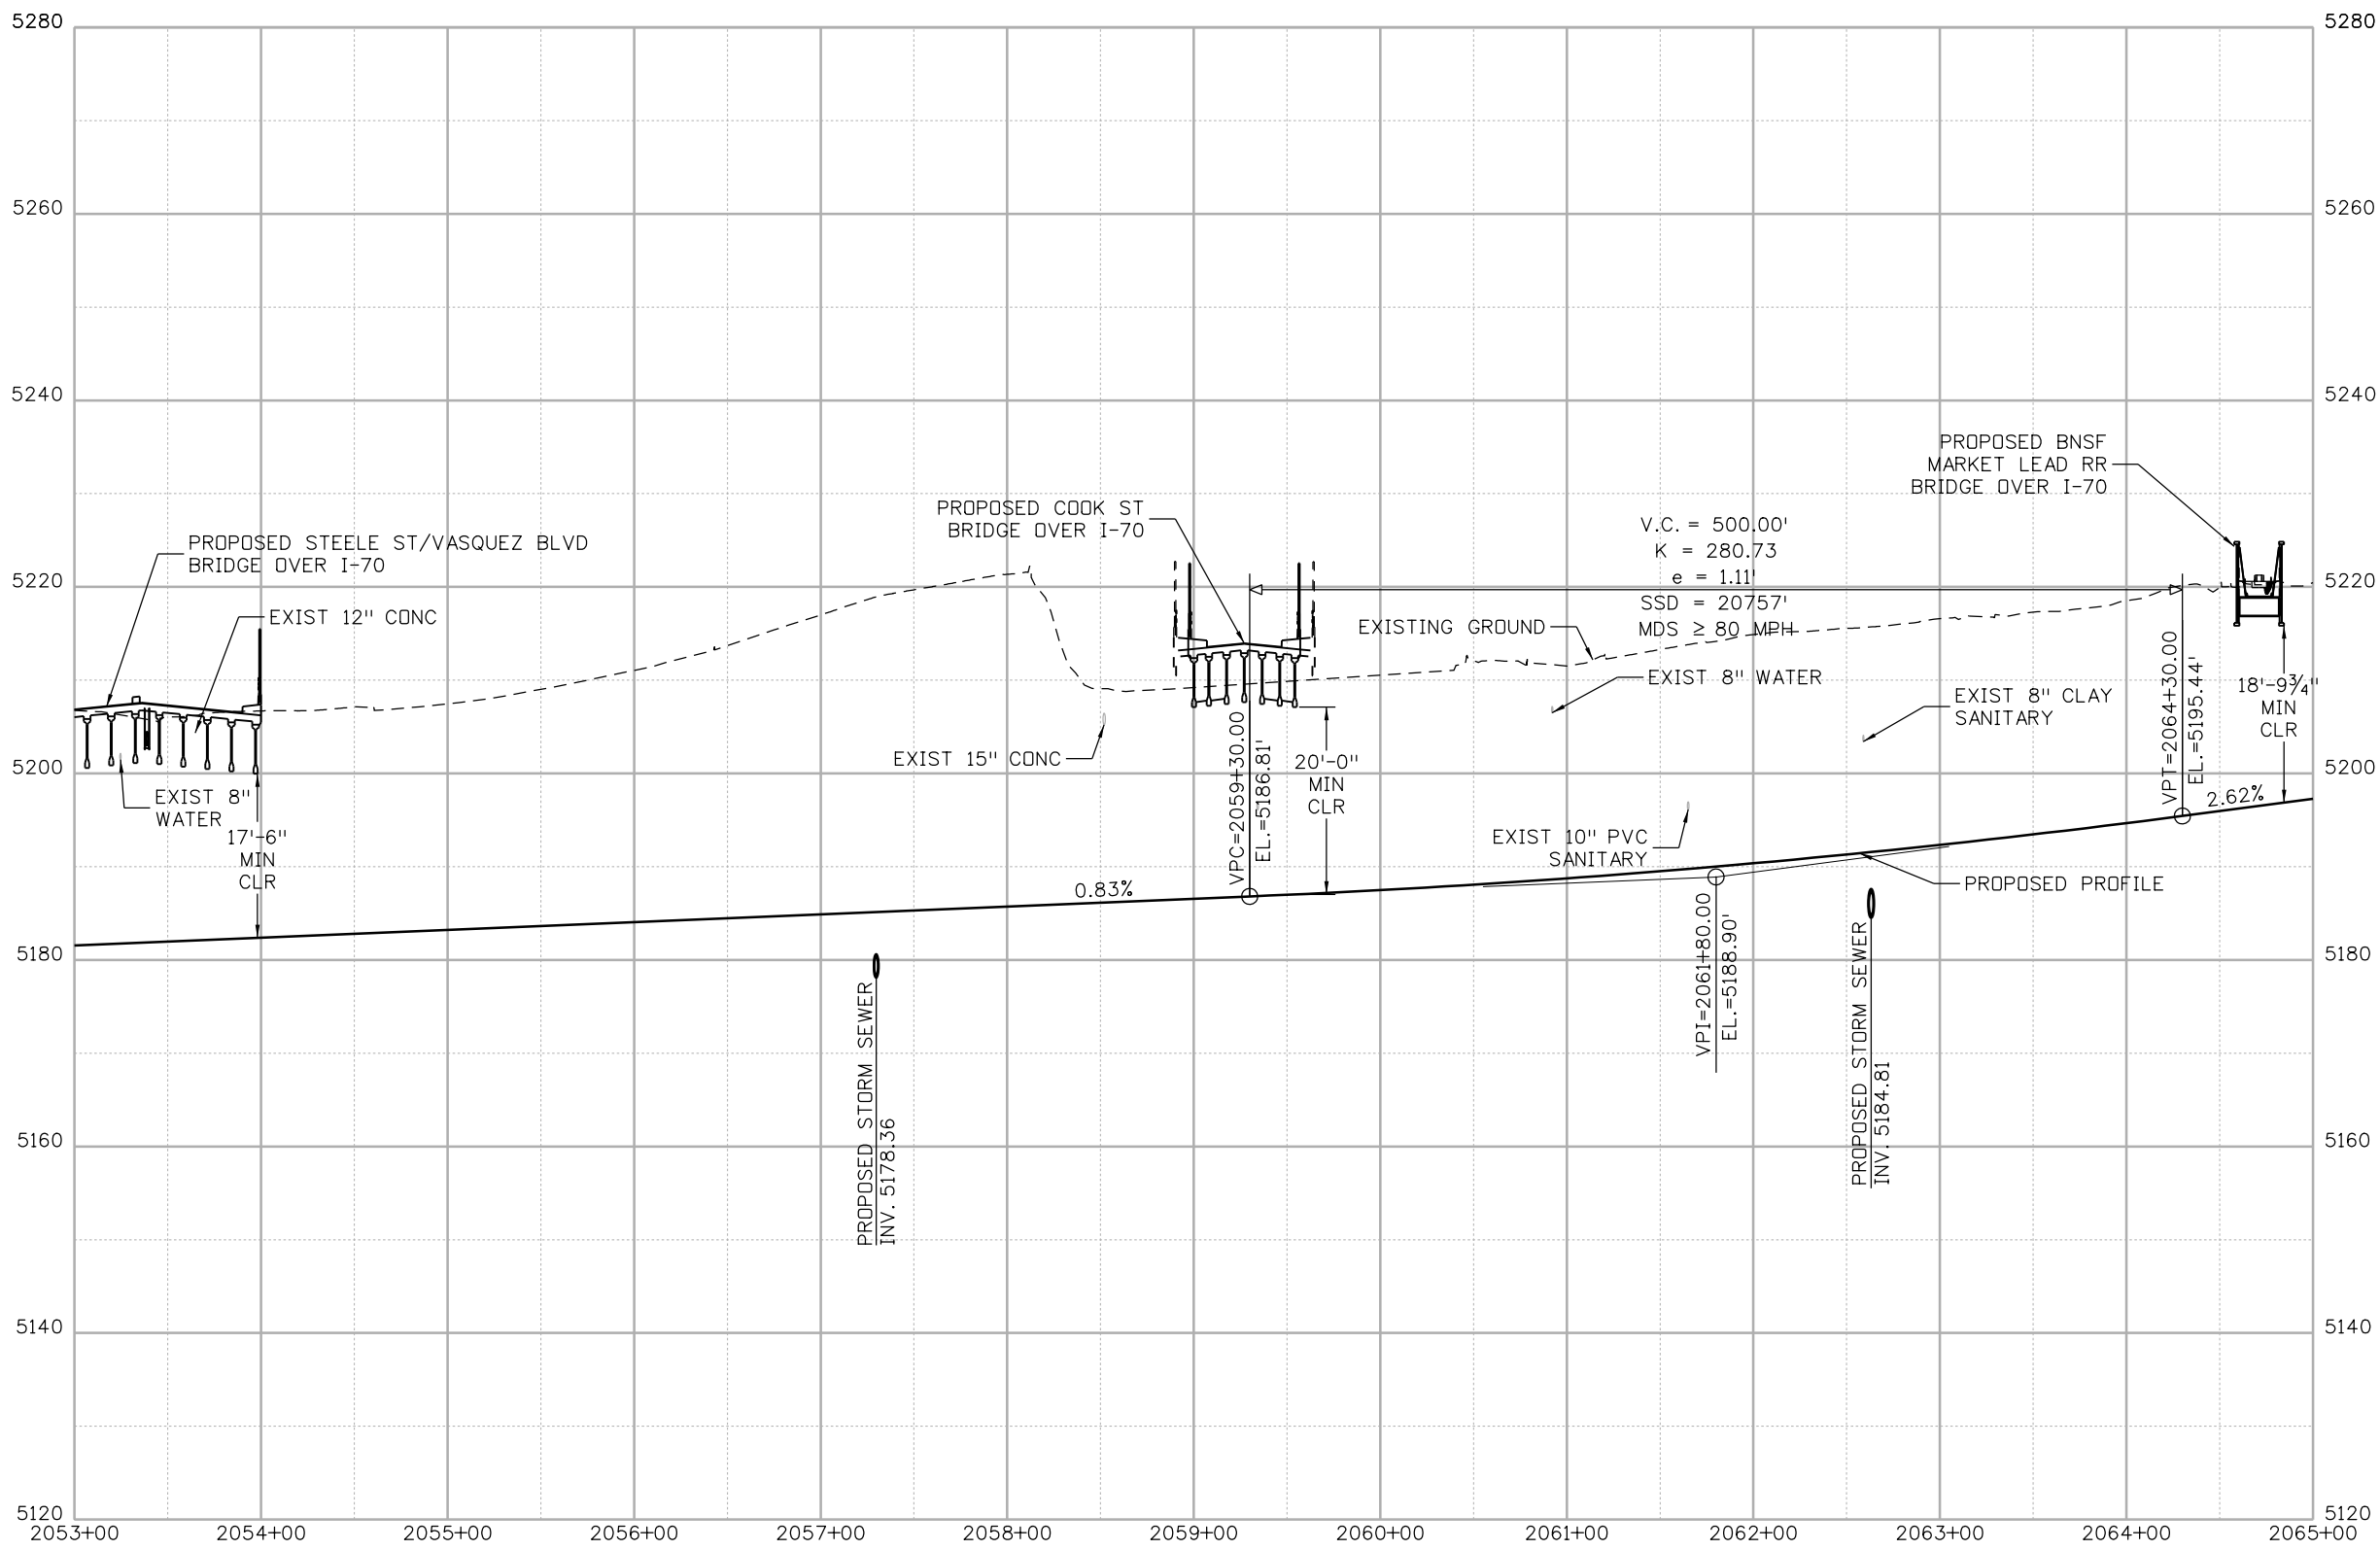 5280
5280
5260
5260
5240
5240
PROPOSED BNSF
MARKET LEAD RR
BRIDGE OVER I-70
PROPOSED COOK ST
BRIDGE OVER I-70
V.C. = 500.00'
K = 280.73
e = 1.11'
SSD = 20757'
MDS ≥ 80 MPH
PROPOSED STEELE ST/VASQUEZ BLVD
BRIDGE OVER I-70
5220
5220
EXIST 12" CONC
EXISTING GROUND
EXIST 8" WATER
EXIST 8" CLAY
SANITARY
18'-9¾"
MIN
CLR
EXIST 15" CONC
VPC=2059+30.00
EL.=5186.81'
20'-0"
MIN
CLR
VPT=2064+30.00
EL.=5195.44'
5200
5200
EXIST 8"
WATER
17'-6"
MIN
CLR
2.62%
EXIST 10" PVC
SANITARY
0.83%
PROPOSED PROFILE
5180
5180
VPI=2061+80.00
EL.=5188.90'
PROPOSED STORM SEWER
INV. 5178.36
PROPOSED STORM SEWER
INV. 5184.81
5160
5160
5140
5140
5120
5120
2053+00 2054+00 2055+00 2056+00 2057+00 2058+00 2059+00 2060+00 2061+00 2062+00 2063+00 2064+00 2065+00